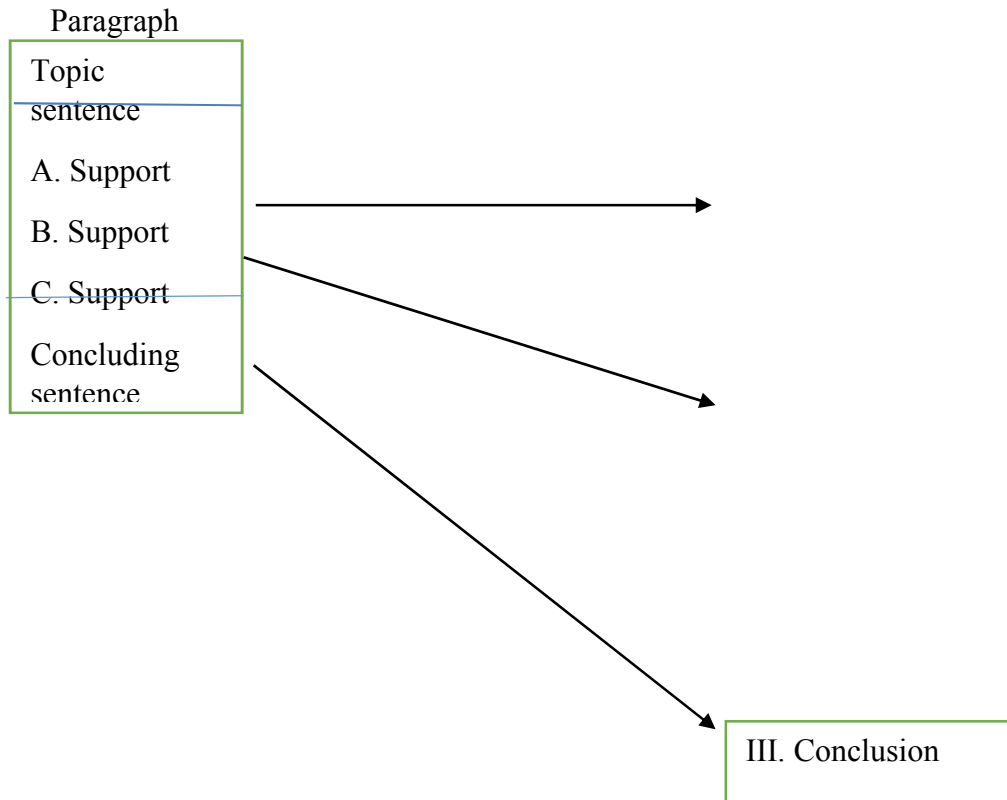 Paragraph
Topic
sentence
A. Support
B. Support
C. Support
Concluding
sentence
III. Conclusion